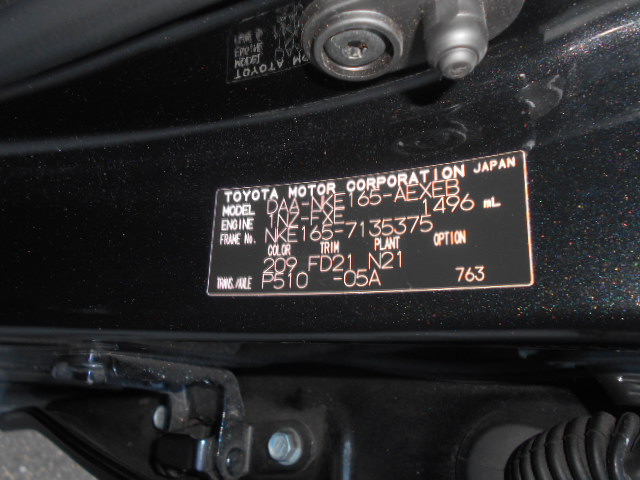 TOYOTA MOTOR CORPORATION JAPAN
MODEL DAA-NKE165-AEXEB
ENGINE 1NZ-FXE 1496 mL
FRAME No. NKE165-7135375
COLOR TRIM PLANT OPTION
209 FD21 N21
TRANS./AXLE P510 -05A 763